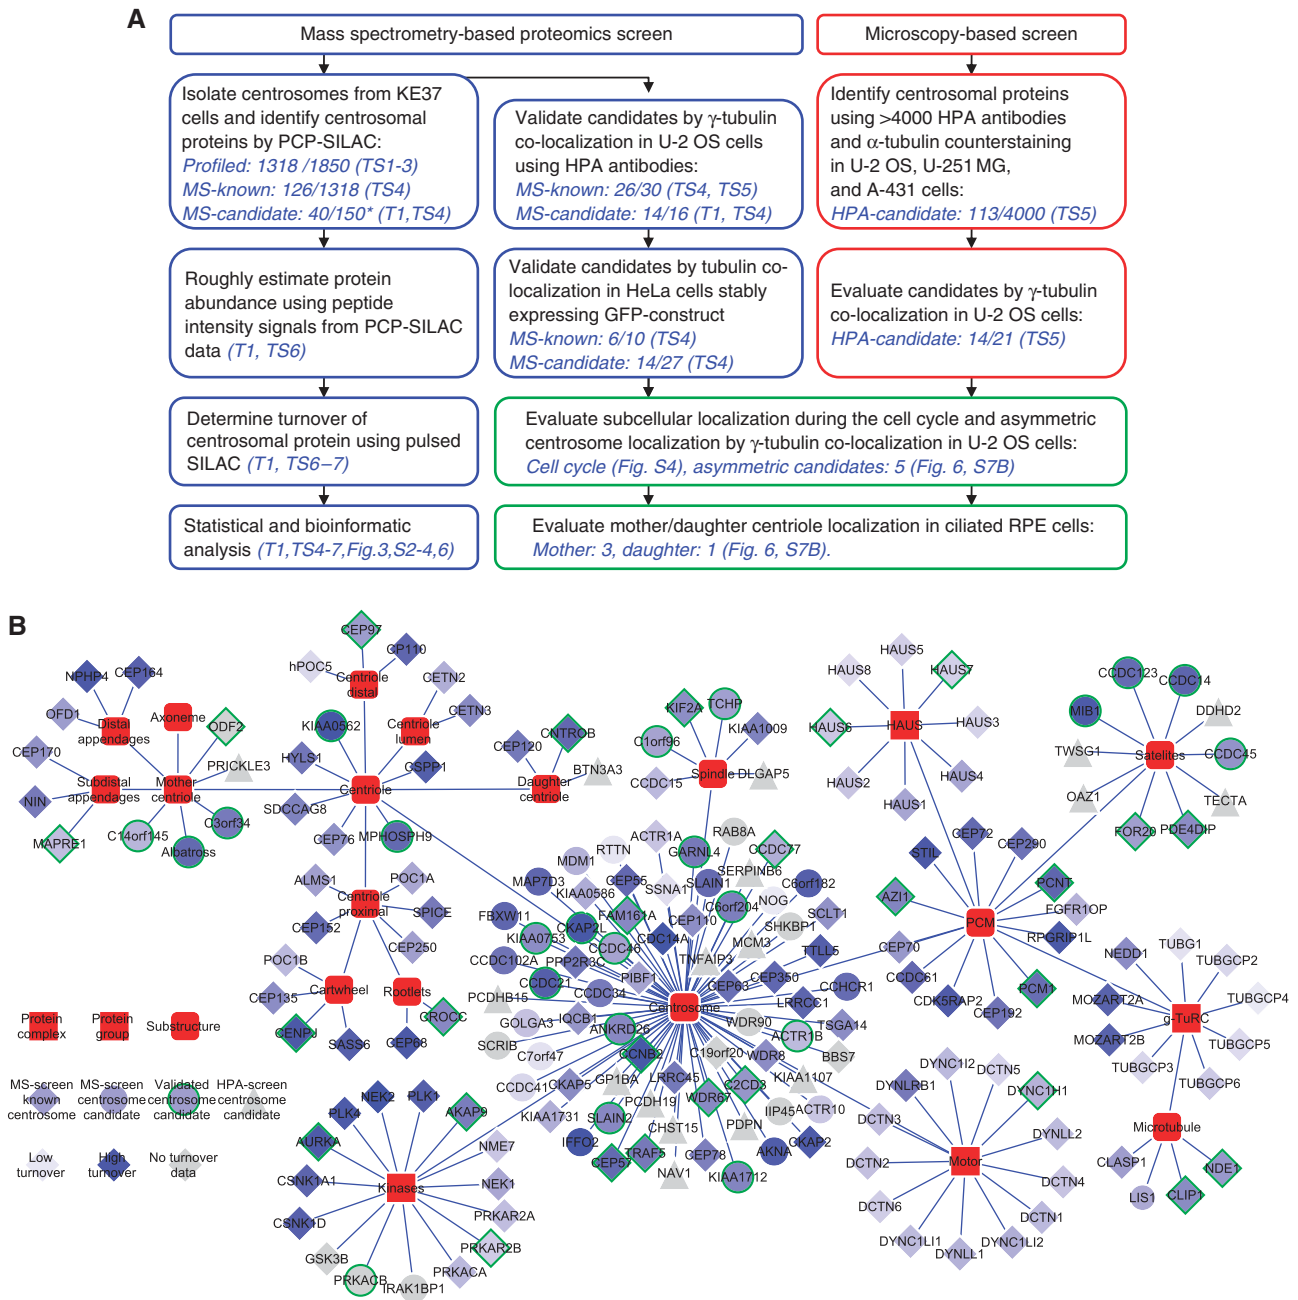 A
Mass spectrometry-based proteomics screen
Microscopy-based screen
Isolate centrosomes from KE37
cells and identify centrosomal
proteins by PCP-SILAC:
Profiled: 1318 /1850 (TS1-3)
MS-known: 126/1318 (TS4)
MS-candidate: 40/150* (T1,TS4)
Validate candidates by γ-tubulin
co-localization in U-2 OS cells
using HPA antibodies:
MS-known: 26/30 (TS4, TS5)
MS-candidate: 14/16 (T1, TS4)
Identify centrosomal proteins
using >4000 HPA antibodies
and α-tubulin counterstaining
in U-2 OS, U-251 MG,
and A-431 cells:
HPA-candidate: 113/4000 (TS5)
Roughly estimate protein
abundance using peptide
intensity signals from PCP-SILAC
data (T1, TS6)
Validate candidates by tubulin co-
localization in HeLa cells stably
expressing GFP-construct
MS-known: 6/10 (TS4)
MS-candidate: 14/27 (TS4)
Evaluate candidates by γ-tubulin
co-localization in U-2 OS cells:
HPA-candidate: 14/21 (TS5)
Determine turnover of
centrosomal protein using pulsed
SILAC (T1, TS6–7)
Evaluate subcellular localization during the cell cycle and asymmetric
centrosome localization by γ-tubulin co-localization in U-2 OS cells:
Cell cycle (Fig. S4), asymmetric candidates: 5 (Fig. 6, S7B)
Statistical and bioinformatic
analysis (T1,TS4-7,Fig.3,S2-4,6)
Evaluate mother/daughter centriole localization in ciliated RPE cells:
Mother: 3, daughter: 1 (Fig. 6, S7B).
B
NPHP4
CEP164
OFD1
Distal
appendages
Axoneme
ODF2
CEP170
PRICKLE3
Subdistal
appendages
Mother
centriole
NIN
MAPRE1
C14orf145
Albatross
C3orf34
CEP97
hPOC5
CP110
Centriole
distal
CETN2
CETN3
Centriole
lumen
KIAA0562
HYLS1
CSPP1
Centriole
SDCCAG8
CEP76
MPHOSPH9
CEP120
CNTROB
BTN3A3
Daughter
centriole
ALMS1
POC1A
Centriole
proximal
SPICE
CEP152
CEP250
POC1B
CEP135
Cartwheel
Rootlets
CENPJ
SASS6
CEP68
CROCC
KIF2A
TCHP
C1orf96
KIAA1009
CCDC15
Spindle
DLGAP5
HAUS5
HAUS8
HAUS7
HAUS6
HAUS
HAUS3
HAUS2
HAUS4
HAUS1
CCDC123
CCDC14
MIB1
DDHD2
TWSG1
Satelites
CCDC45
OAZ1
TECTA
FOR20
PDE4DIP
STIL
CEP72
CEP290
AZI1
PCNT
FGFR1OP
PCM
RPGRIP1L
CEP70
CCDC61
CDK5RAP2
CEP192
PCM1
NEDD1
TUBG1
TUBGCP2
MOZART2A
TUBGCP4
g-TuRC
MOZART2B
TUBGCP5
TUBGCP3
TUBGCP6
Microtubule
CLASP1
LIS1
CLIP1
NDE1
ACTR1A
RAB8A
RTTN
GARNL4
CCDC77
MDM1
SERPINB6
MAP7D3
CEP55
SSNA1
SLAIN1
C6orf182
KIAA0586
NOG
FBXW11
FAM161A
C6orf204
SCLT1
CKAP2L
CEP110
SHKBP1
KIAA0753
CDC14A
MCM3
CCDC46
TNFAIP3
TTLL5
CCDC102A
PPP2R3C
PIBF1
CEP63
CEP350
CCHCR1
CCDC21
CCDC34
LRRCC1
PCDHB15
Centrosome
GOLGA3
IQCB1
ANKRD26
WDR90
TSGA14
ACTR1B
SCRIB
CCNB2
C19orf20
WDR8
BBS7
C7orf47
CCDC41
CKAP5
GP1BA
LRRC45
C2CD3
KIAA1107
PCDH19
WDR67
KIAA1731
SLAIN2
PDPN
IIP45
ACTR10
IFFO2
CHST15
CKAP2
CEP57
TRAF5
CEP78
AKNA
NAV1
KIAA1712
NEK2
PLK1
PLK4
AKAP9
AURKA
NME7
CSNK1A1
Kinases
NEK1
CSNK1D
PRKAR2A
GSK3B
PRKAR2B
PRKACB
IRAK1BP1
PRKACA
DYNC1I2
DCTN5
DYNLRB1
DYNC1H1
DCTN3
DYNLL2
DCTN2
Motor
DCTN4
DCTN6
DCTN1
DYNC1LI1
DYNLL1
DYNC1LI2
Protein
complex
Protein
group
Substructure
MS-screen
known
centrosome
MS-screen
centrosome
candidate
Validated
centrosome
candidate
HPA-screen
centrosome
candidate
Low
turnover
High
turnover
No turnover
data